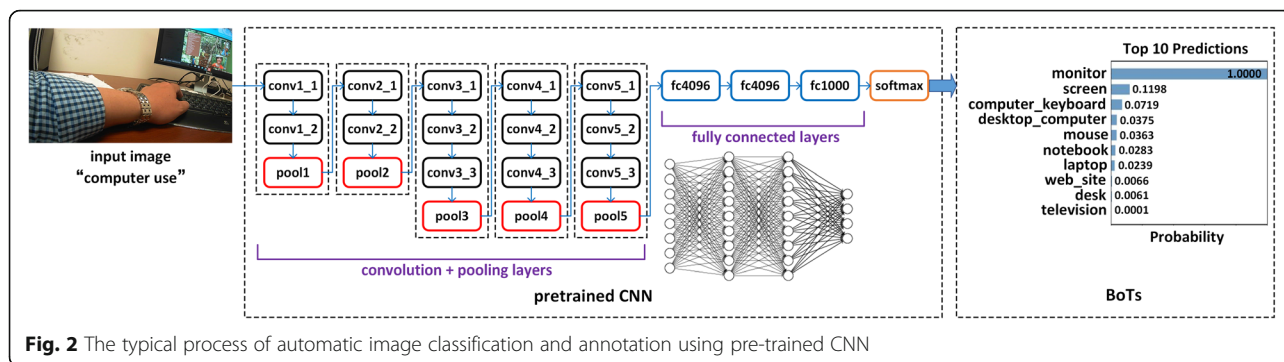 input image
“computer use”
conv1_1
conv1_2
pool1
conv2_1
conv2_2
pool2
conv3_1
conv3_2
conv3_3
pool3
conv4_1
conv4_2
conv4_3
pool4
conv5_1
conv5_2
conv5_3
pool5
convolution + pooling layers
fc4096
fc4096
fc1000
softmax
fully connected layers
pretrained CNN
Top 10 Predictions
monitor 1.0000
screen 0.1198
computer_keyboard 0.0719
desktop_computer 0.0375
mouse 0.0363
notebook 0.0283
laptop 0.0239
web_site 0.0066
desk 0.0061
television 0.0001
Probability
BoTs
Fig. 2 The typical process of automatic image classification and annotation using pre-trained CNN